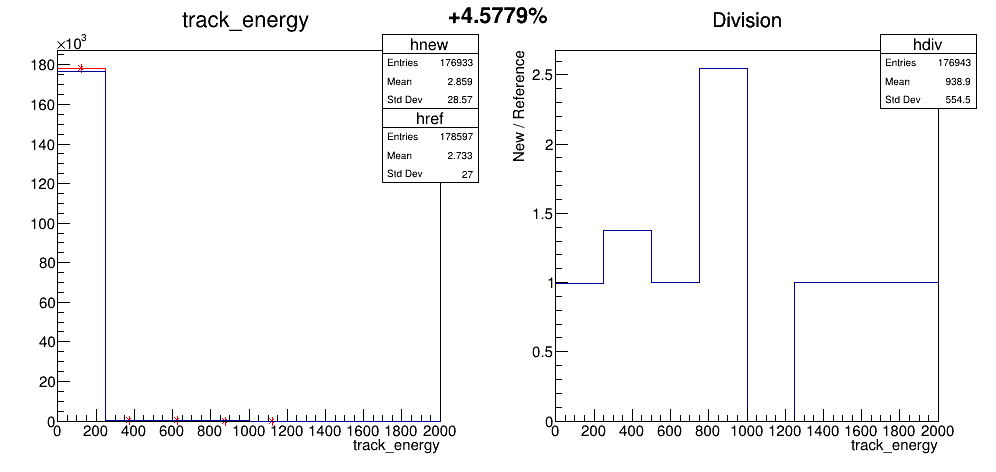 +4.5779%
track_energy
×10³
180
160
140
120
100
80
60
40
20
0
0 200 400 600 800 1000 1200 1400 1600 1800 2000
track_energy
hnew
Entries 176933
Mean 2.859
Std Dev 28.57
href
Entries 178597
Mean 2.733
Std Dev 27
Division
New / Reference
2.5
2
1.5
1
0.5
0
0 200 400 600 800 1000 1200 1400 1600 1800 2000
track_energy
hdiv
Entries 176943
Mean 938.9
Std Dev 554.5